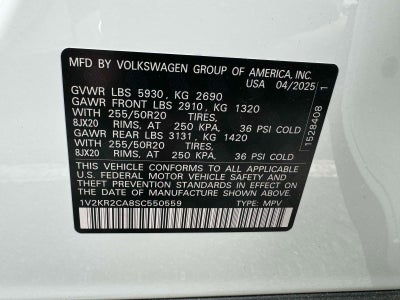 MFD BY VOLKSWAGEN GROUP OF AMERICA, INC.
USA 04/2025
GVWR LBS 5930, KG 2690
GAWR FRONT LBS 2910, KG 1320
WITH 255/50R20 TIRES
8JX20 RIMS, AT 250 KPA. 36 PSI COLD
GAWR REAR LBS 3131, KG 1420
WITH 255/50R20 TIRES
8JX20 RIMS, AT 250 KPA. 36 PSI COLD
THIS VEHICLE CONFORMS TO ALL APPLICABLE
U.S. FEDERAL MOTOR VEHICLE SAFETY, BUMPER, AND
THEFT PREVENTION STANDARDS IN EFFECT ON THE
DATE OF MANUFACTURE SHOWN ABOVE.
1V2KR2CA8SC550559 TYPE: MPV
1528408 1